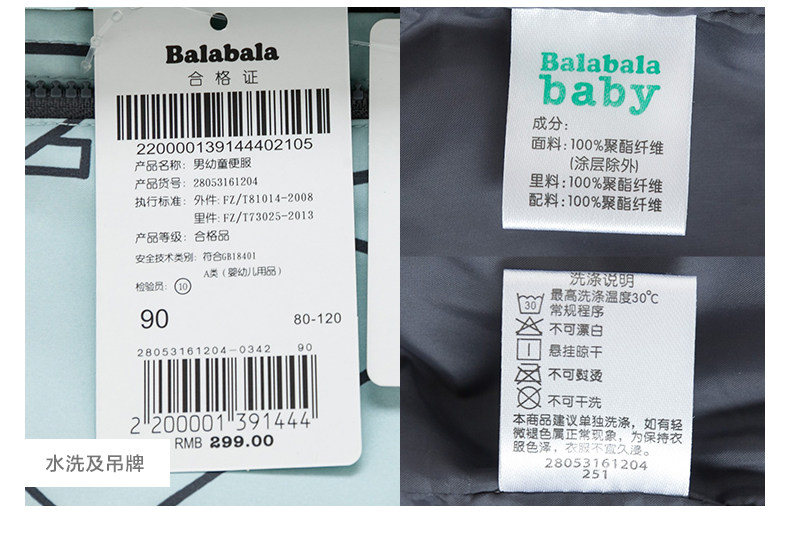 Balabala
合格证
220000139144402105
产品名称：男幼童便服
产品货号：28053161204
执行标准：外件:FZ/T81014-2008
里件:FZ/T73025-2013
产品等级：合格品
安全技术类别：符合GB18401
A类（婴幼儿用品）
检验员：10
90 80-120
28053161204-0342 90
2 200001 391444
RMB 299.00
水洗及吊牌
Balabala
baby
成分：
面料：100%聚酯纤维
(涂层除外)
里料：100%聚酯纤维
配料：100%聚酯纤维
洗涤说明
30 最高洗涤温度30℃
常规程序
不可漂白
悬挂晾干
不可熨烫
不可干洗
本商品建议单独洗涤，如有轻
微褪色属正常现象，为保持衣
服色泽，衣服不宜久浸。
28053161204
251